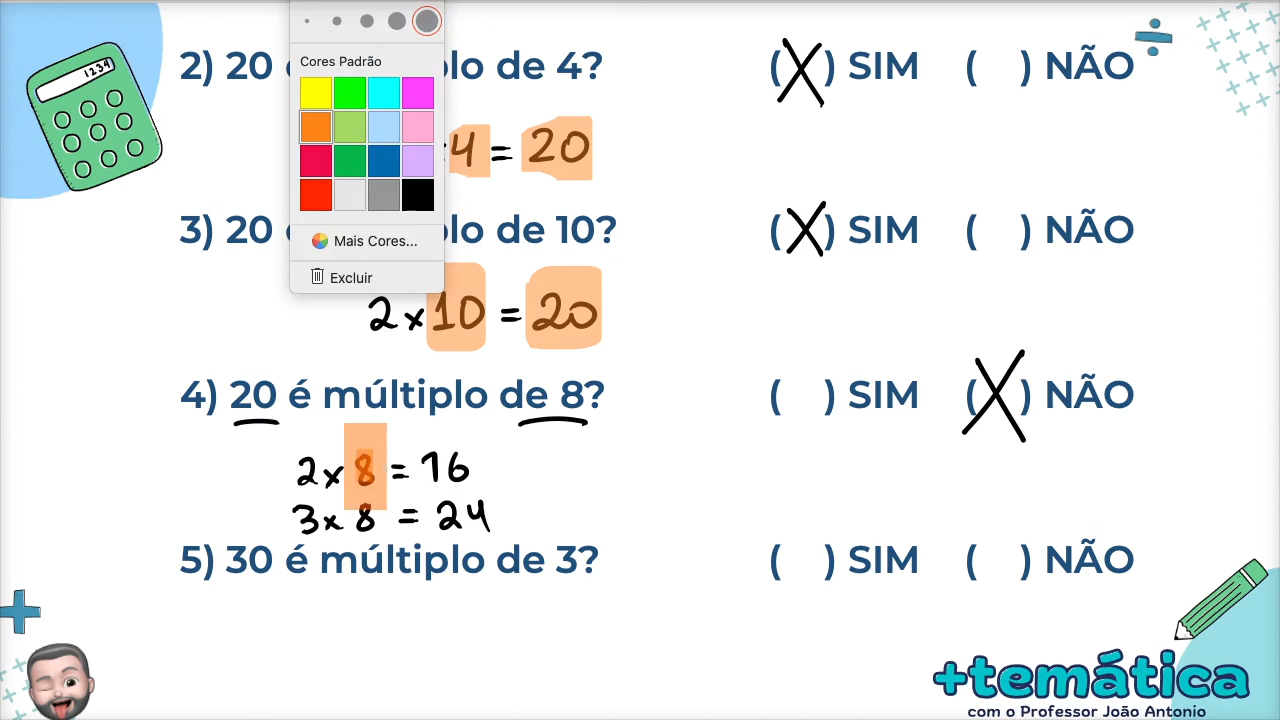 1234
Cores Padrão
Mais Cores...
Excluir
2) 20 plo de 4? (X) SIM ( ) NÃO
4 = 20
3) 20 plo de 10? (X) SIM ( ) NÃO
2 x 10 = 20
4) 20 é múltiplo de 8? ( ) SIM (X) NÃO
2 x 8 = 16
3 x 8 = 24
5) 30 é múltiplo de 3? ( ) SIM ( ) NÃO
+temática
com o Professor João Antonio